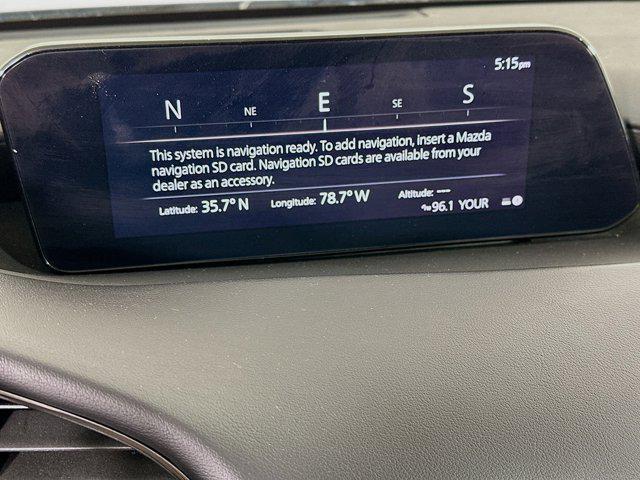 5:15pm
N NE E SE S
This system is navigation ready. To add navigation, insert a Mazda
navigation SD card. Navigation SD cards are available from your
dealer as an accessory.
Latitude: 35.7° N Longitude: 78.7° W Altitude: ---
96.1 YOUR